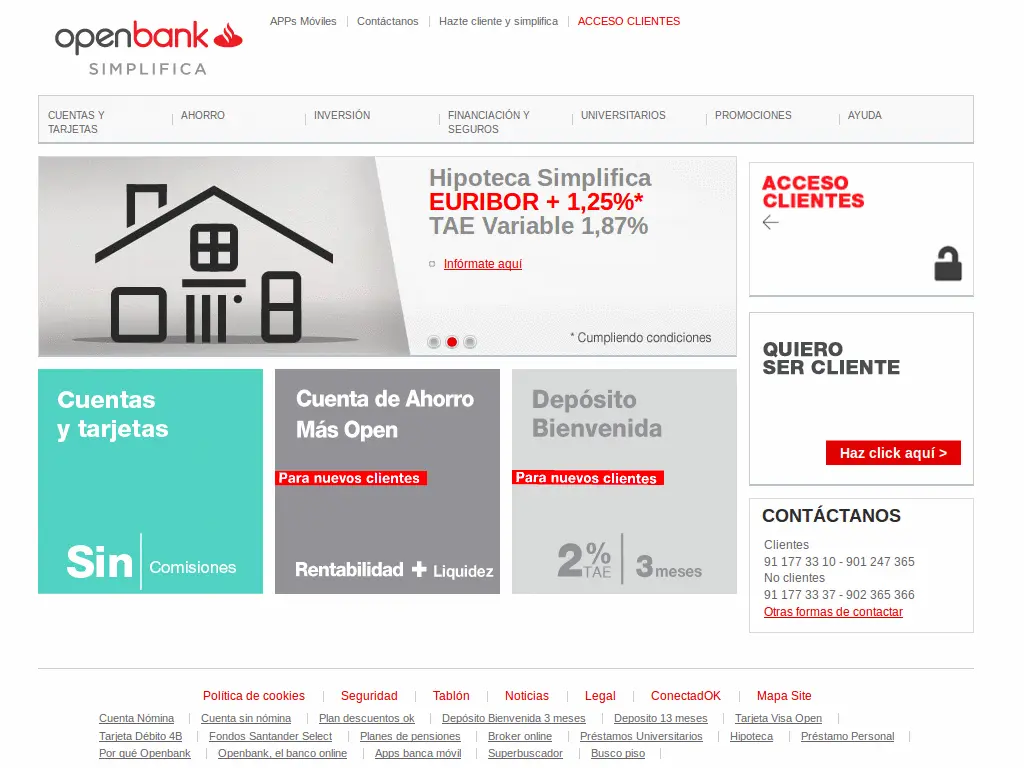 openbank
SIMPLIFICA
APPs Móviles
Contáctanos
Hazte cliente y simplifica
ACCESO CLIENTES
CUENTAS Y
TARJETAS
AHORRO
INVERSIÓN
FINANCIACIÓN Y
SEGUROS
UNIVERSITARIOS
PROMOCIONES
AYUDA
Hipoteca Simplifica
EURIBOR + 1,25%*
TAE Variable 1,87%
Infórmate aquí
* Cumpliendo condiciones
ACCESO
CLIENTES
QUIERO
SER CLIENTE
Haz click aquí >
Cuentas
y tarjetas
Sin Comisiones
Cuenta de Ahorro
Más Open
Para nuevos clientes
Rentabilidad + Liquidez
Depósito
Bienvenida
Para nuevos clientes
2% TAE 3 meses
CONTÁCTANOS
Clientes
91 177 33 10 - 901 247 365
No clientes
91 177 33 37 - 902 365 366
Otras formas de contactar
Política de cookies
Seguridad
Tablón
Noticias
Legal
ConectadOK
Mapa Site
Cuenta Nómina
Cuenta sin nómina
Plan descuentos ok
Depósito Bienvenida 3 meses
Deposito 13 meses
Tarjeta Visa Open
Tarjeta Débito 4B
Fondos Santander Select
Planes de pensiones
Broker online
Préstamos Universitarios
Hipoteca
Préstamo Personal
Por qué Openbank
Openbank, el banco online
Apps banca móvil
Superbuscador
Busco piso